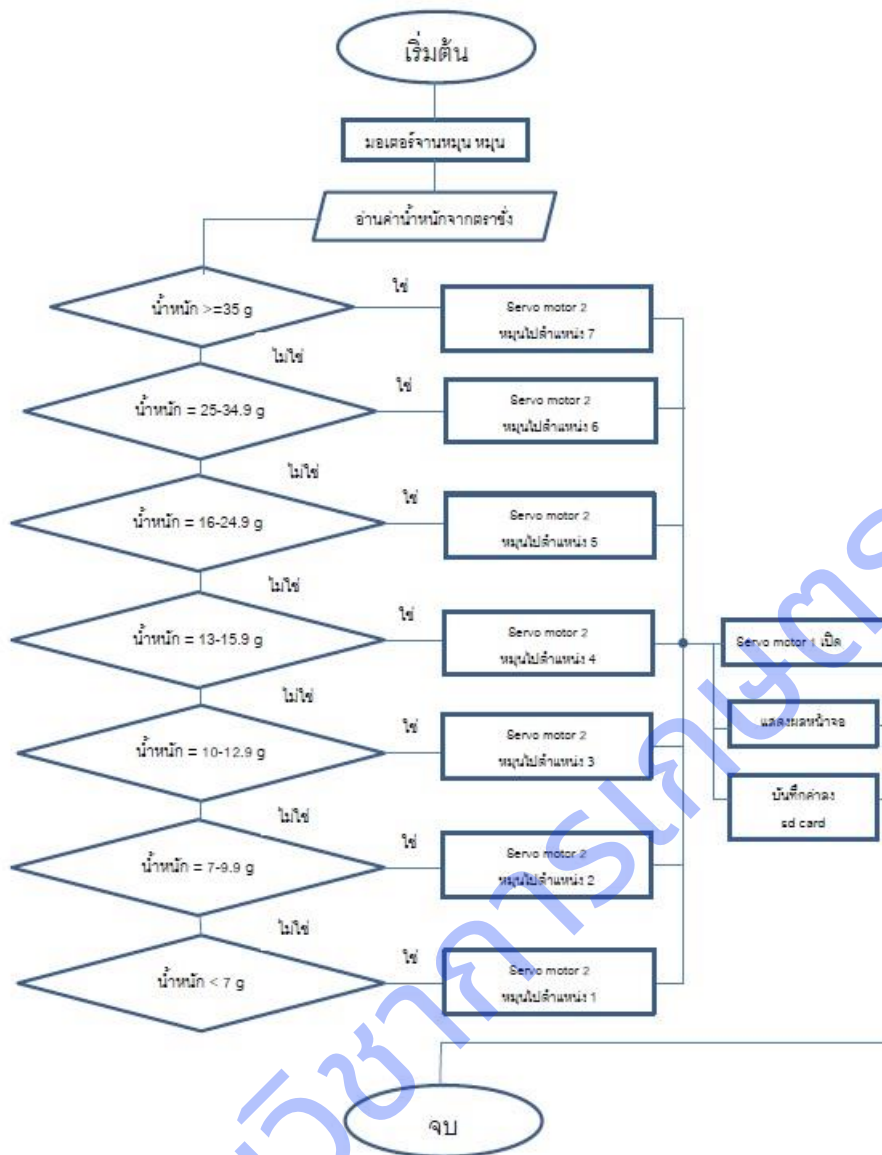 เริ่มต้น
มอเตอร์จานหมุน หมุน
อ่านค่าน้ำหนักจากตราชั่ง
น้ำหนัก >=35 g
ใช่
Servo motor 2
หมุนไปตำแหน่ง 7
ไม่ใช่
น้ำหนัก = 25-34.9 g
ใช่
Servo motor 2
หมุนไปตำแหน่ง 6
ไม่ใช่
น้ำหนัก = 16-24.9 g
ใช่
Servo motor 2
หมุนไปตำแหน่ง 5
ไม่ใช่
น้ำหนัก = 13-15.9 g
ใช่
Servo motor 2
หมุนไปตำแหน่ง 4
Servo motor 1 เปิด
ไม่ใช่
น้ำหนัก = 10-12.9 g
ใช่
Servo motor 2
หมุนไปตำแหน่ง 3
แสดงผลหน้าจอ
บันทึกค่าลง
sd card
ไม่ใช่
น้ำหนัก = 7-9.9 g
ใช่
Servo motor 2
หมุนไปตำแหน่ง 2
ไม่ใช่
น้ำหนัก < 7 g
ใช่
Servo motor 2
หมุนไปตำแหน่ง 1
จบ
วิชาการเกษตร